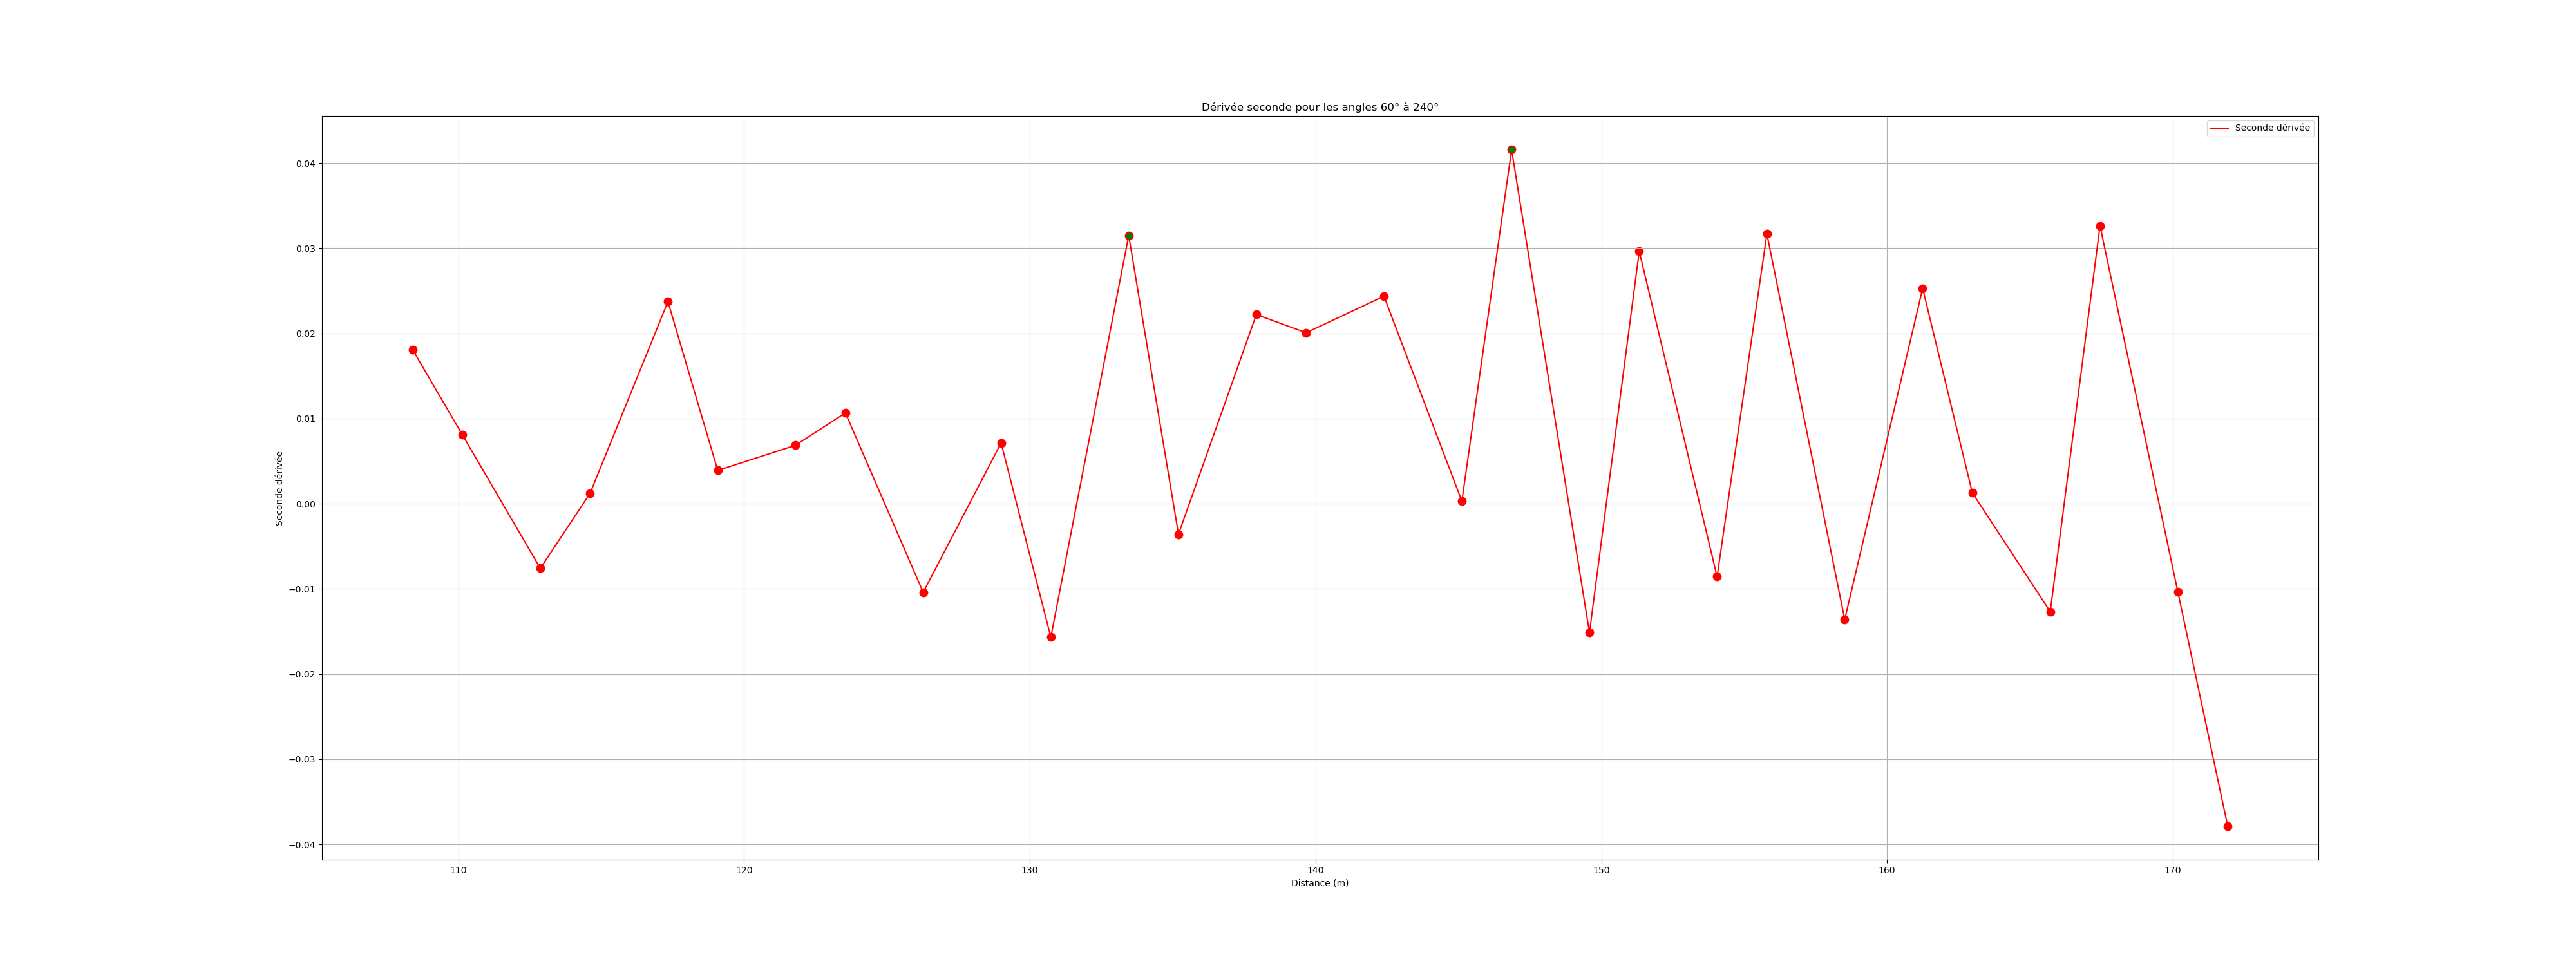 Dérivée seconde pour les angles 60° à 240°
Seconde dérivée
0.04
0.03
0.02
0.01
0.00
−0.01
−0.02
−0.03
−0.04
Seconde dérivée
110 120 130 140 150 160 170
Distance (m)